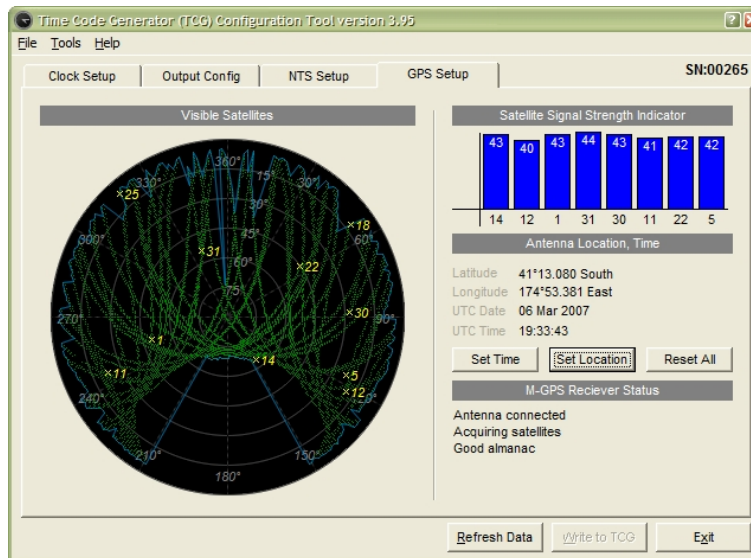 Time Code Generator (TCG) Configuration Tool version 3.95
File Tools Help
Clock Setup Output Config NTS Setup GPS Setup SN:00265
Visible Satellites
360°
15°
30°
330°
30°
45°
60°
75°
300°
270°
90°
240°
20°
210°
150°
180°
×25
×18
×31
×22
×30
×1
×14
×11
×5
×12
Satellite Signal Strength Indicator
43 40 43 44 43 41 42 42
14 12 1 31 30 11 22 5
Antenna Location, Time
Latitude 41°13.080 South
Longitude 174°53.381 East
UTC Date 06 Mar 2007
UTC Time 19:33:43
Set Time Set Location Reset All
M-GPS Reciever Status
Antenna connected
Acquiring satellites
Good almanac
Refresh Data Write to TCG Exit